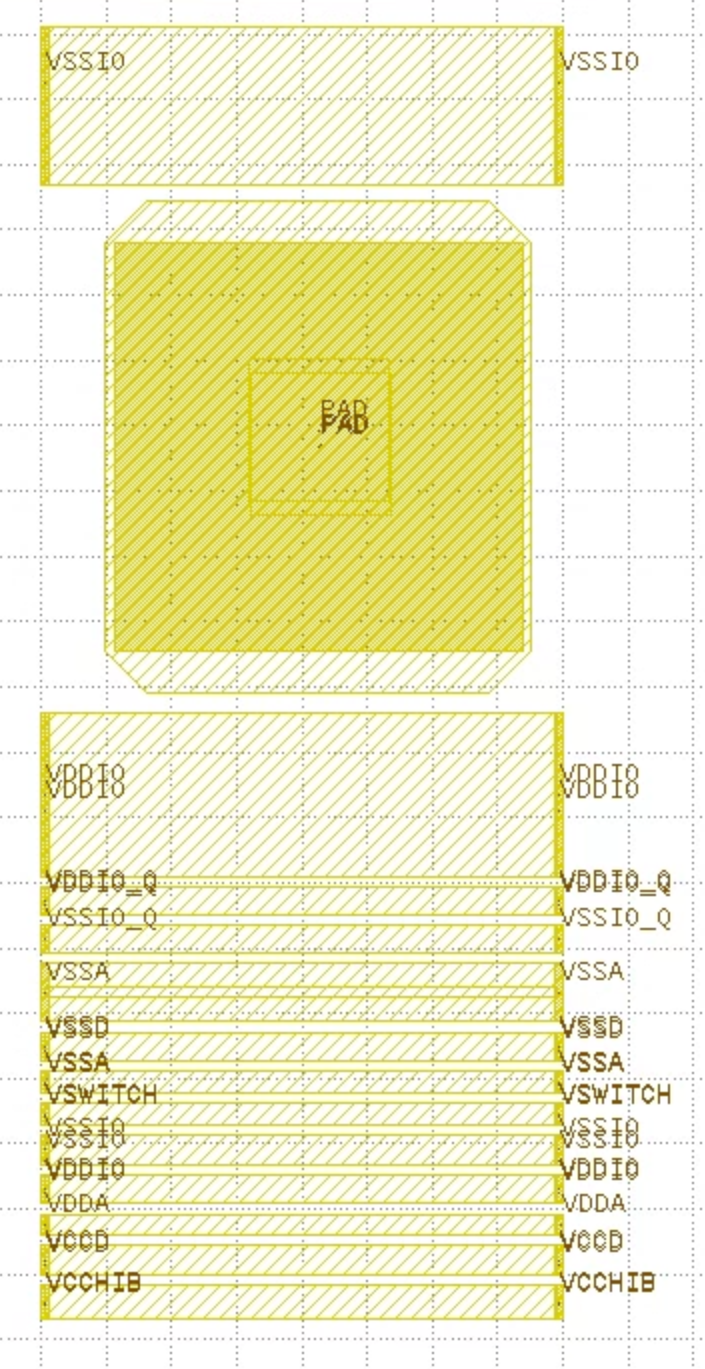 VSSIO VSSIO
PAD
PAD
VDDIO VDDIO
VDDIO VDDIO
VDDIO_Q VDDIO_Q
VSSIO_Q VSSIO_Q
VSSA VSSA
VSSD VSSD
VSSA VSSA
VSWITCH VSWITCH
VSSIO VSSIO
VSSIO VSSIO
VDDIO VDDIO
VDDA VDDA
VCCD VCCD
VCCHIB VCCHIB